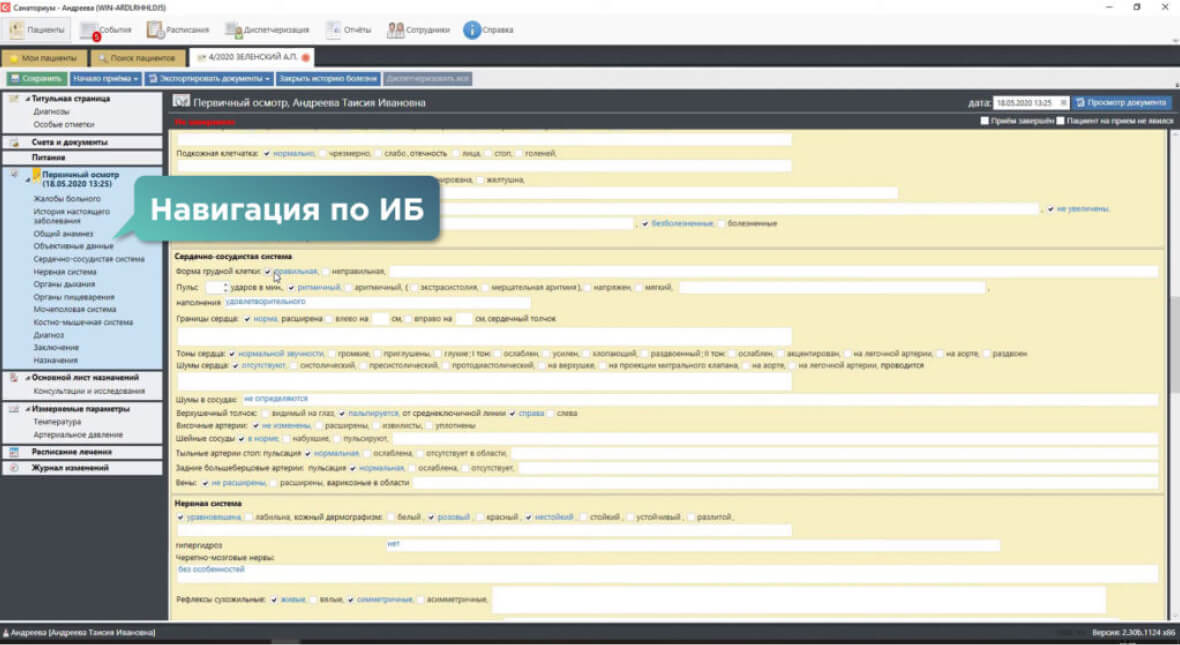 Санаториум - Андреева (WIN-ARDLRHHLDJS)
Пациенты События 5 Расписания Диспетчеризация Отчёты Сотрудники Справка
Мои пациенты Поиск пациентов 4/2020 ЗЕЛЕНСКИЙ А.П.
Сохранить Начало приёма Экспортировать документы Закрыть историю болезни Диспетчеризовать все
Титульная страница
Диагнозы
Особые отметки
Счета и документы
Питание
Первичный осмотр
(18.05.2020 13:25)
Жалобы больного
История настоящего
заболевания
Общий анамнез
Объективные данные
Сердечно-сосудистая система
Нервная система
Органы дыхания
Органы пищеварения
Мочеполовая система
Костно-мышечная система
Диагноз
Заключение
Назначения
Основной лист назначений
Консультации и исследования
Измеряемые параметры
Температура
Артериальное давление
Расписание лечения
Журнал изменений
Навигация по ИБ
Первичный осмотр, Андреева Таисия Ивановна дата: 18.05.2020 13:25 Просмотр документа
Приём завершён Пациент на прием не явился
Подкожная клетчатка: нормально, чрезмерно, слабо, отечность лица, стоп, голеней,
желтушна,
не увеличены,
безболезненные, болезненные
Сердечно-сосудистая система
Форма грудной клетки: правильная, неправильная,
Пульс ударов в мин, ритмичный, аритмичный, ( экстрасистолия, мерцательная аритмия), напряжен, мягкий,
наполнения удовлетворительного
Границы сердца: норма, расширена влево на см, вправо на см, сердечный толчок
Тоны сердца: нормальной звучности, громкие, приглушены, глухие; I тон: ослаблен, усилен, хлопающий, раздвоенный; II тон: ослаблен, акцентирован, на легочной артерии, на аорте, раздвоен
Шумы сердца: отсутствуют, систолический, пресистолический, протодиастолический, на верхушке, на проекции митрального клапана, на аорте, на легочной артерии, проводится
Шумы в сосудах: не определяются
Верхушечный толчок: видимый на глаз, пальпируется, от среднеключичной линии справа слева
Височные артерии: не изменены, расширены, извилисты, уплотнены
Шейные сосуды в норме, набухшие, пульсируют,
Тыльные артерии стоп: пульсация нормальная, ослаблена, отсутствует в области,
Задние большеберцовые артерии: пульсация нормальная, ослаблена, отсутствует,
Вены: не расширены, расширены, варикозные в области
Нервная система
уравновешена, лабильна, кожный дермографизм: белый, розовый, красный, нестойкий стойкий, устойчивый, разлитой,
гипергидроз нет
Черепно-мозговые нервы:
без особенностей
Рефлексы сухожильные: живые, вялые, симметричные, асимметричные,
Андреева [Андреева Таисия Ивановна] Версия: 2.30b.1124 x86